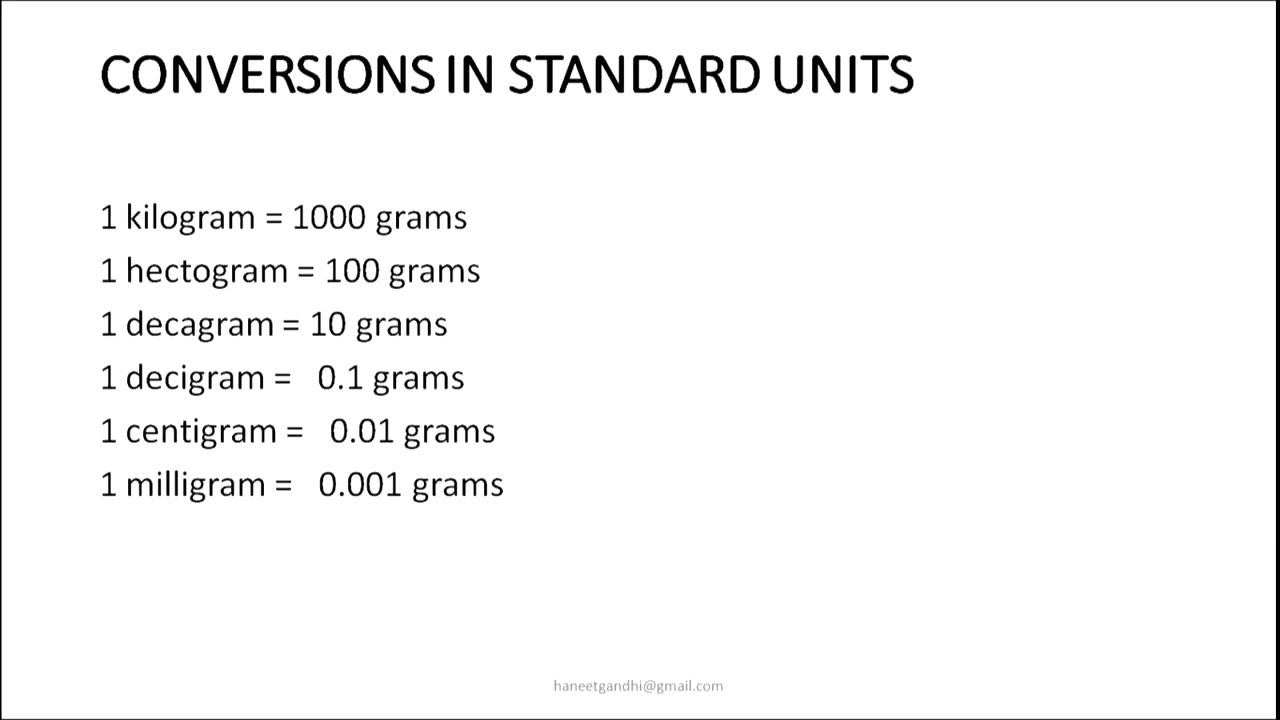 CONVERSIONS IN STANDARD UNITS
1 kilogram = 1000 grams
1 hectogram = 100 grams
1 decagram = 10 grams
1 decigram = 0.1 grams
1 centigram = 0.01 grams
1 milligram = 0.001 grams
haneetgandhi@gmail.com